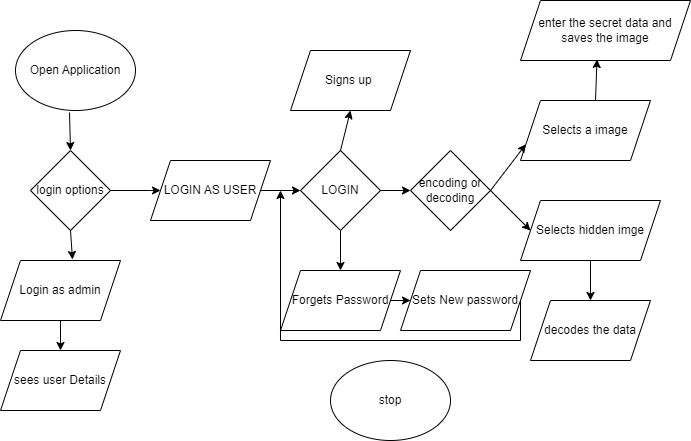 enter the secret data and
saves the image
Open Application
Signs up
Selects a image
login options
LOGIN AS USER
LOGIN
encoding or
decoding
Selects hidden imge
Login as admin
Forgets Password
Sets New password
decodes the data
sees user Details
stop